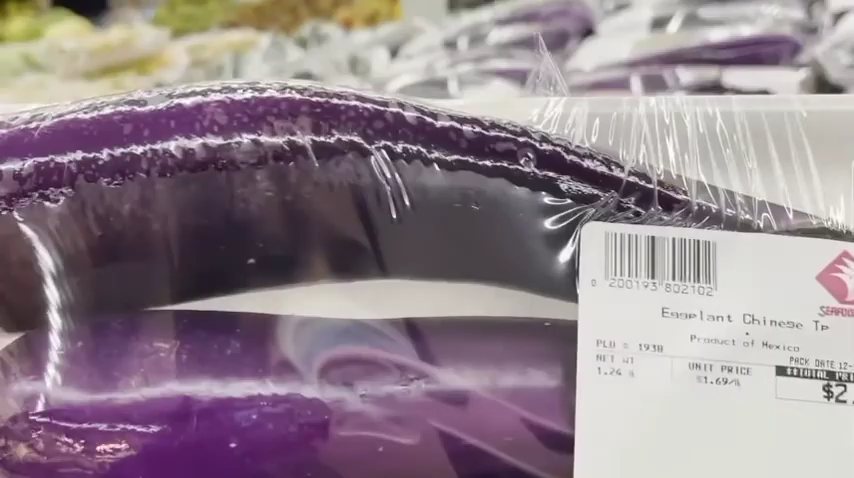 0 200193 802102
SEAFOO
Eggplant Chinese Tp
Product of Mexico
PLU # 1938
NET WT
1.24 lb
UNIT PRICE
$1.69/lb
PACK DATE 12-
$2.